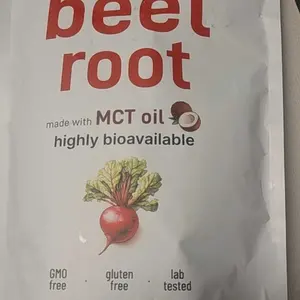 beet
root
made with MCT oil
highly bioavailable
GMO gluten lab
free . free . tested